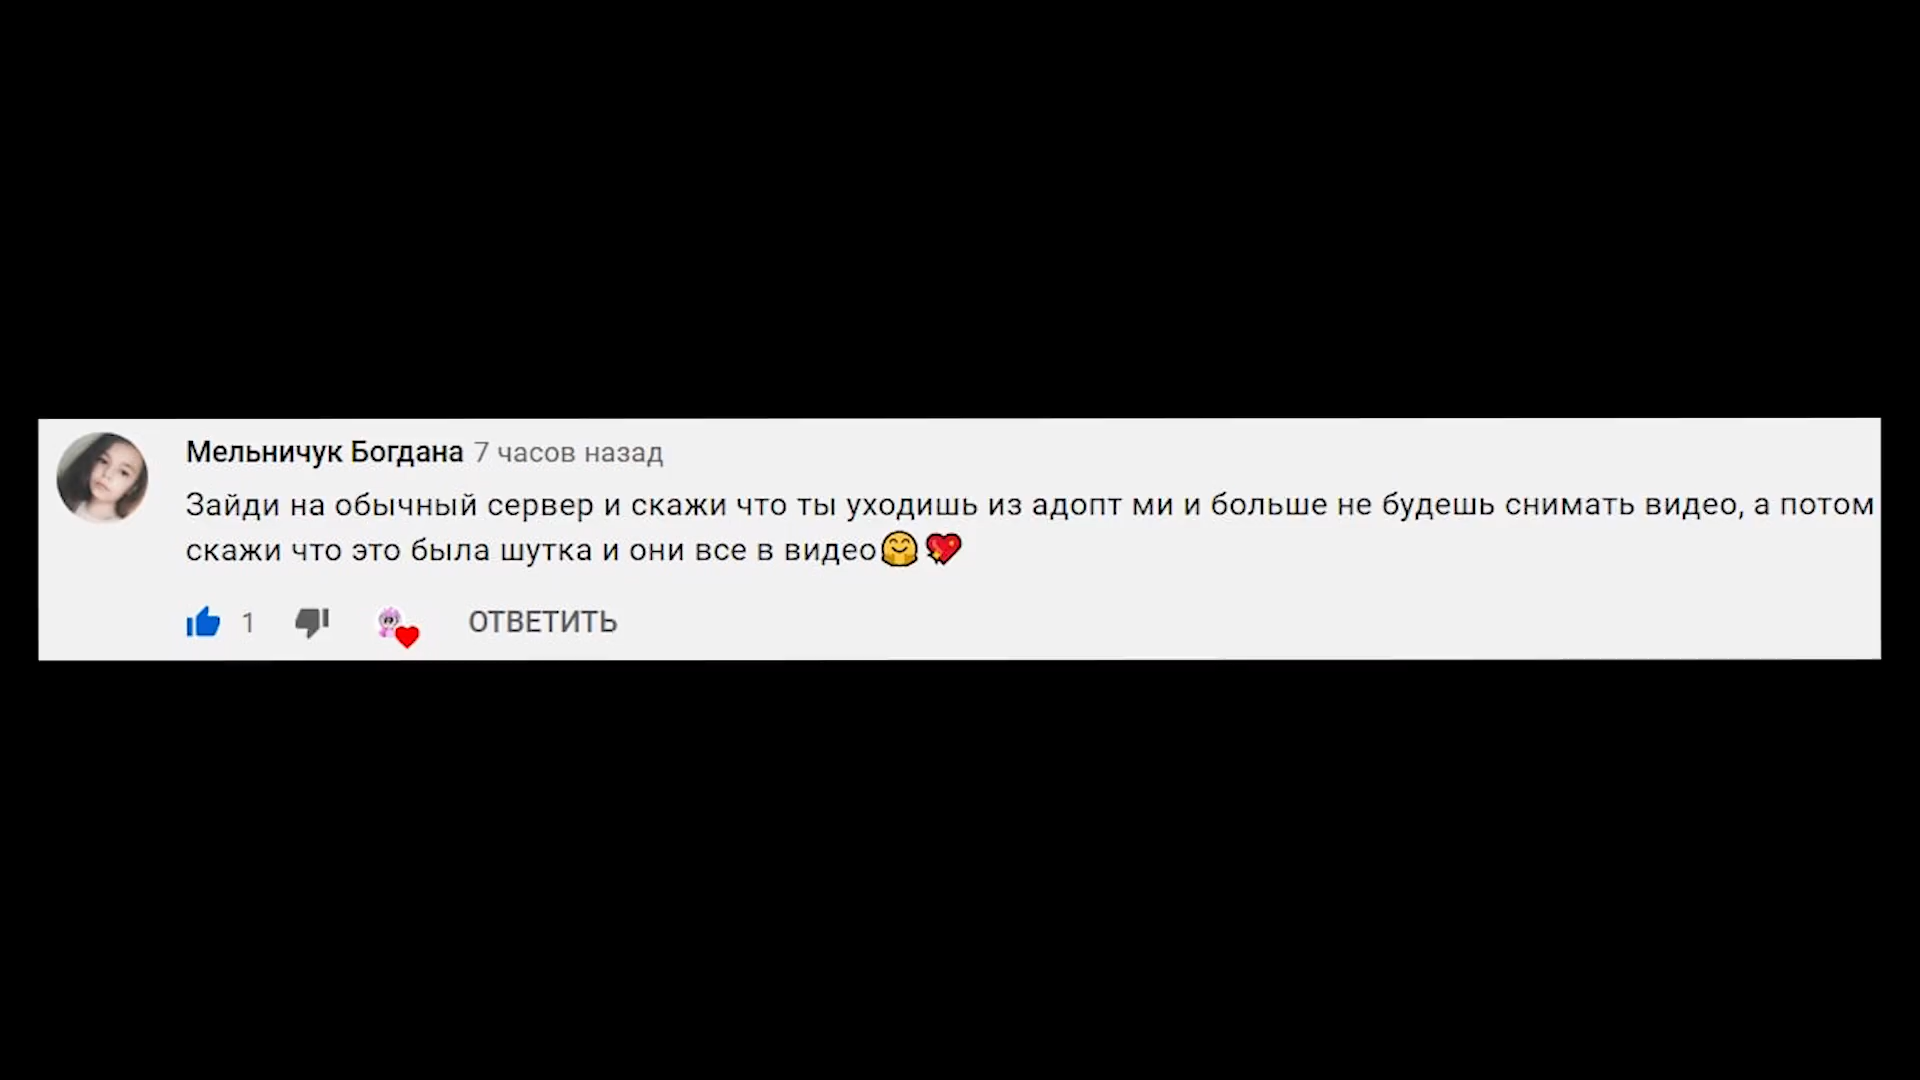 Мельничук Богдана 7 часов назад
Зайди на обычный сервер и скажи что ты уходишь из адопт ми и больше не будешь снимать видео, а потом
скажи что это была шутка и они все в видео🤗💖
1 ОТВЕТИТЬ